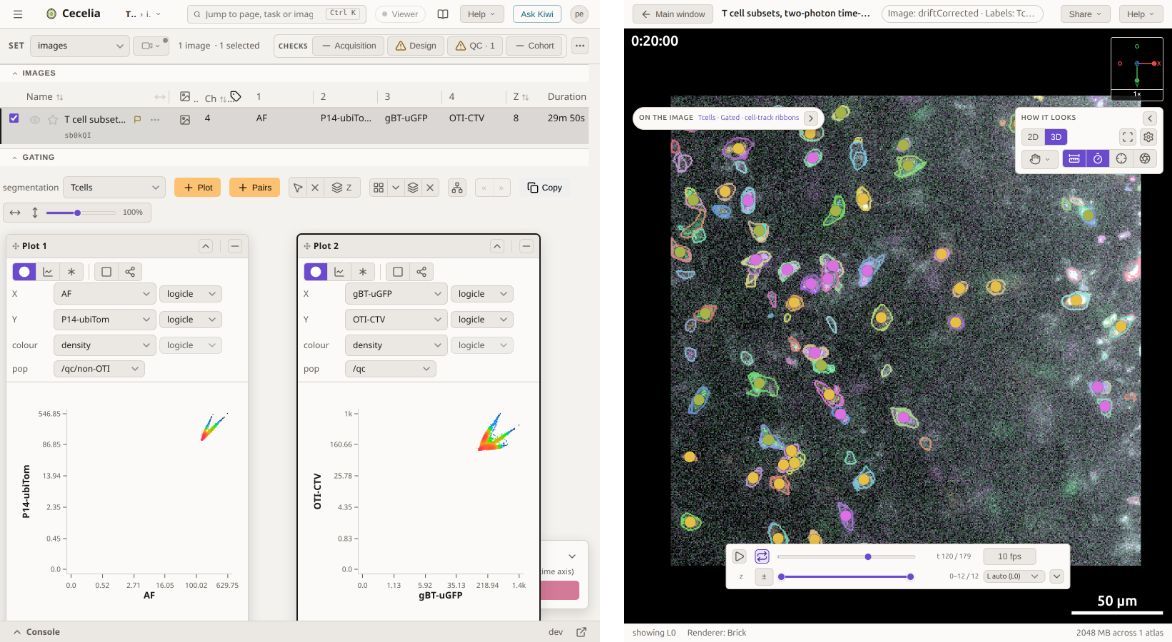 Cecelia
T.. › i.
Jump to page, task or imag
Ctrl K
Viewer
Help
Ask Kiwi
pe
SET
images
1 image · 1 selected
CHECKS
Acquisition
Design
QC · 1
Cohort
IMAGES
Name
Ch
1
2
3
4
Z
Duration
T cell subset...
4
AF
P14-ubiTo...
gBT-uGFP
OTI-CTV
8
29m 50s
sb0kQI
GATING
segmentation
Tcells
+ Plot
+ Pairs
Z
Copy
100%
Plot 1
X
AF
logicle
Y
P14-ubiTom
logicle
colour
density
logicle
pop
/qc/non-OTI
546.85
86.85
13.94
2.35
0.45
0.0
P14-ubiTom
0.0 0.52 2.71 16.05 100.02 629.75
AF
Plot 2
X
gBT-uGFP
logicle
Y
OTI-CTV
logicle
colour
density
logicle
pop
/qc
1k
160.66
25.78
4.35
0.83
0.0
OTI-CTV
0.0 1.13 5.92 35.13 218.94 1.4k
gBT-uGFP
ime axis)
Console
dev
Main window
T cell subsets, two-photon time-...
Image: driftCorrected · Labels: Tc...
Share
Help
0:20:00
1×
ON THE IMAGE
Tcells · Gated · cell-track ribbons
HOW IT LOOKS
2D
3D
t 120 / 179
10 fps
z
±
0–12 / 12
L auto (L0)
50 µm
showing L0
Renderer: Brick
2048 MB across 1 atlas